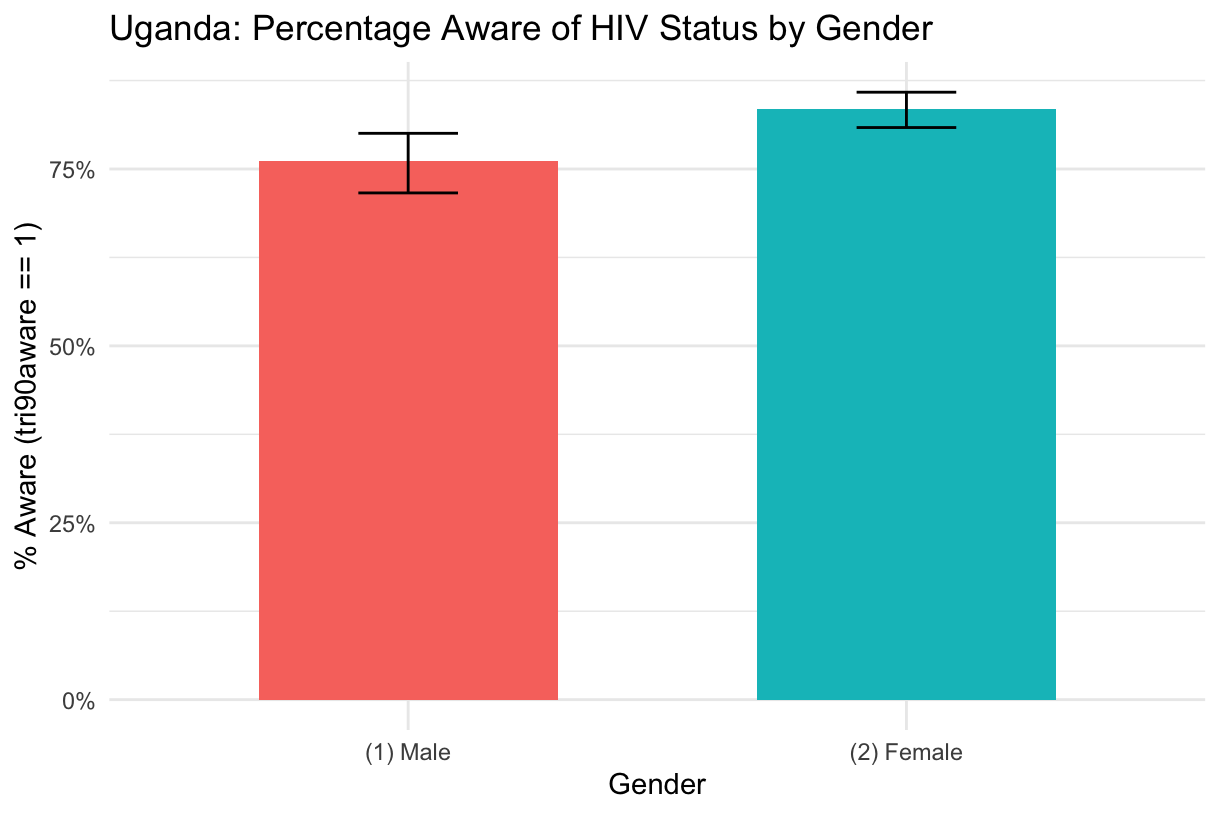 Uganda: Percentage Aware of HIV Status by Gender
% Aware (tri90aware == 1)
75%
50%
25%
0%
(1) Male
(2) Female
Gender